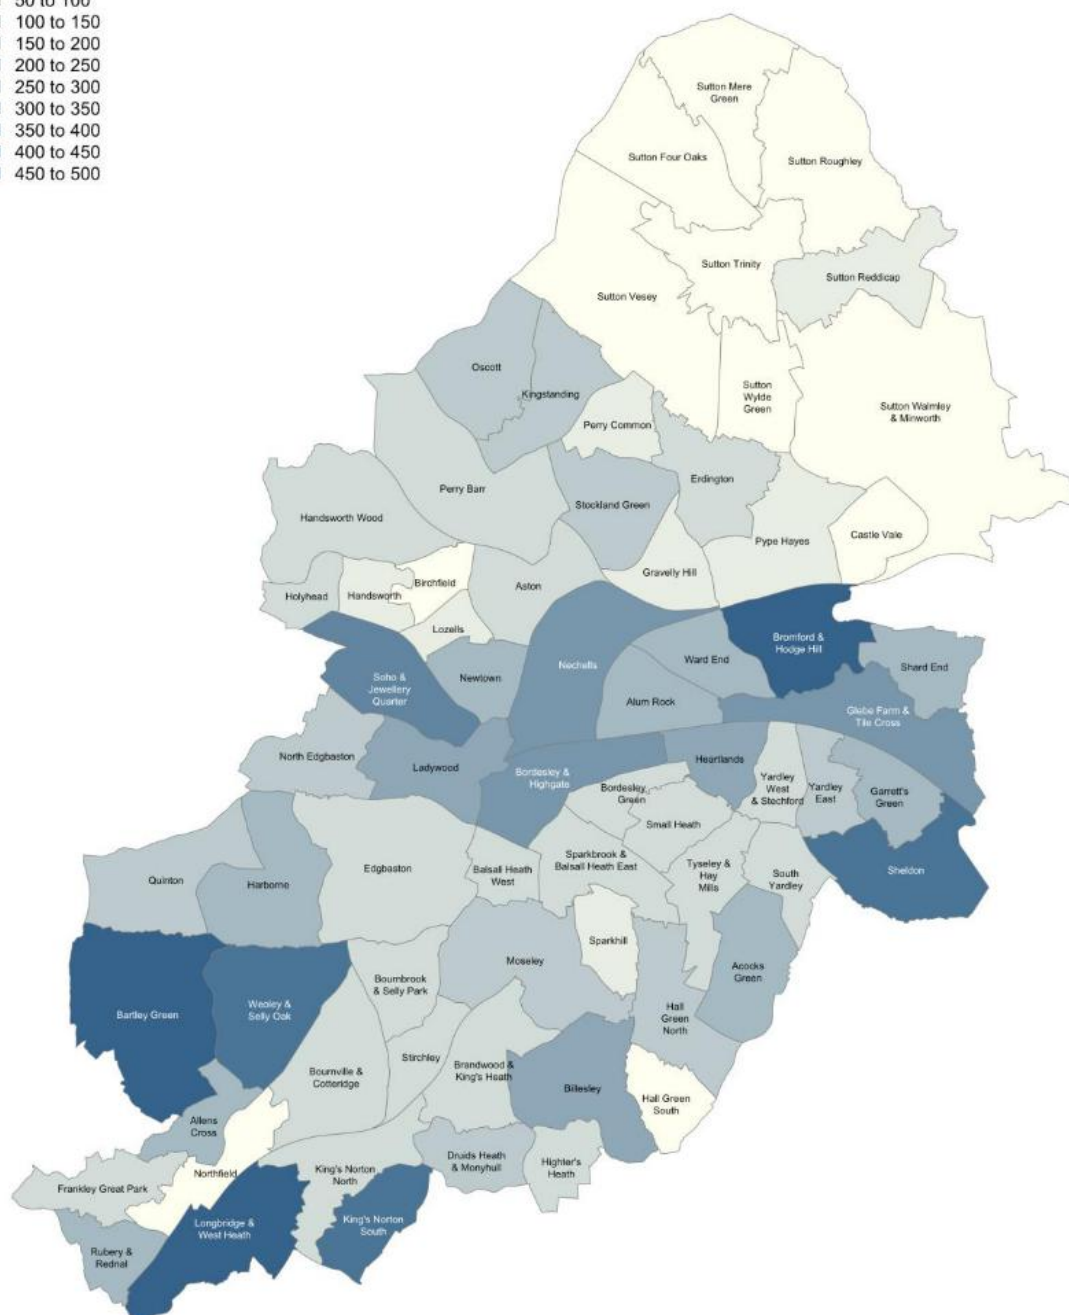 50 to 100
100 to 150
150 to 200
200 to 250
250 to 300
300 to 350
350 to 400
400 to 450
450 to 500
Sutton Mere
Green
Sutton Four Oaks
Sutton Roughley
Sutton Trinity
Sutton Reddicap
Sutton Vesey
Oscott
Kingstanding
Sutton
Wylde
Green
Sutton Walmley
& Minworth
Perry Common
Erdington
Perry Barr
Stockland Green
Handsworth Wood
Castle Vale
Pype Hayes
Gravelly Hill
Birchfield
Aston
Holyhead
Handsworth
Lozells
Bromford &
Hodge Hill
Nechells
Ward End
Shard End
Soho &
Jewellery
Quarter
Newtown
Alum Rock
Glebe Farm &
Tile Cross
North Edgbaston
Ladywood
Bordesley &
Highgate
Heartlands
Bordesley
Green
Yardley
West
& Stechford
Yardley
East
Garrett's
Green
Small Heath
Quinton
Harborne
Edgbaston
Balsall Heath
West
Sparkbrook &
Balsall Heath East
Tyseley &
Hay
Mills
South
Yardley
Sheldon
Sparkhill
Moseley
Acocks
Green
Bournbrook
& Selly Park
Bartley Green
Weoley &
Selly Oak
Hall
Green
North
Stirchley
Bournville &
Cotteridge
Brandwood &
King's Heath
Billesley
Hall Green
South
Allens
Cross
Druids Heath
& Monyhull
Highter's
Heath
Northfield
King's Norton
North
Frankley Great Park
Longbridge &
West Heath
King's Norton
South
Rubery &
Rednal